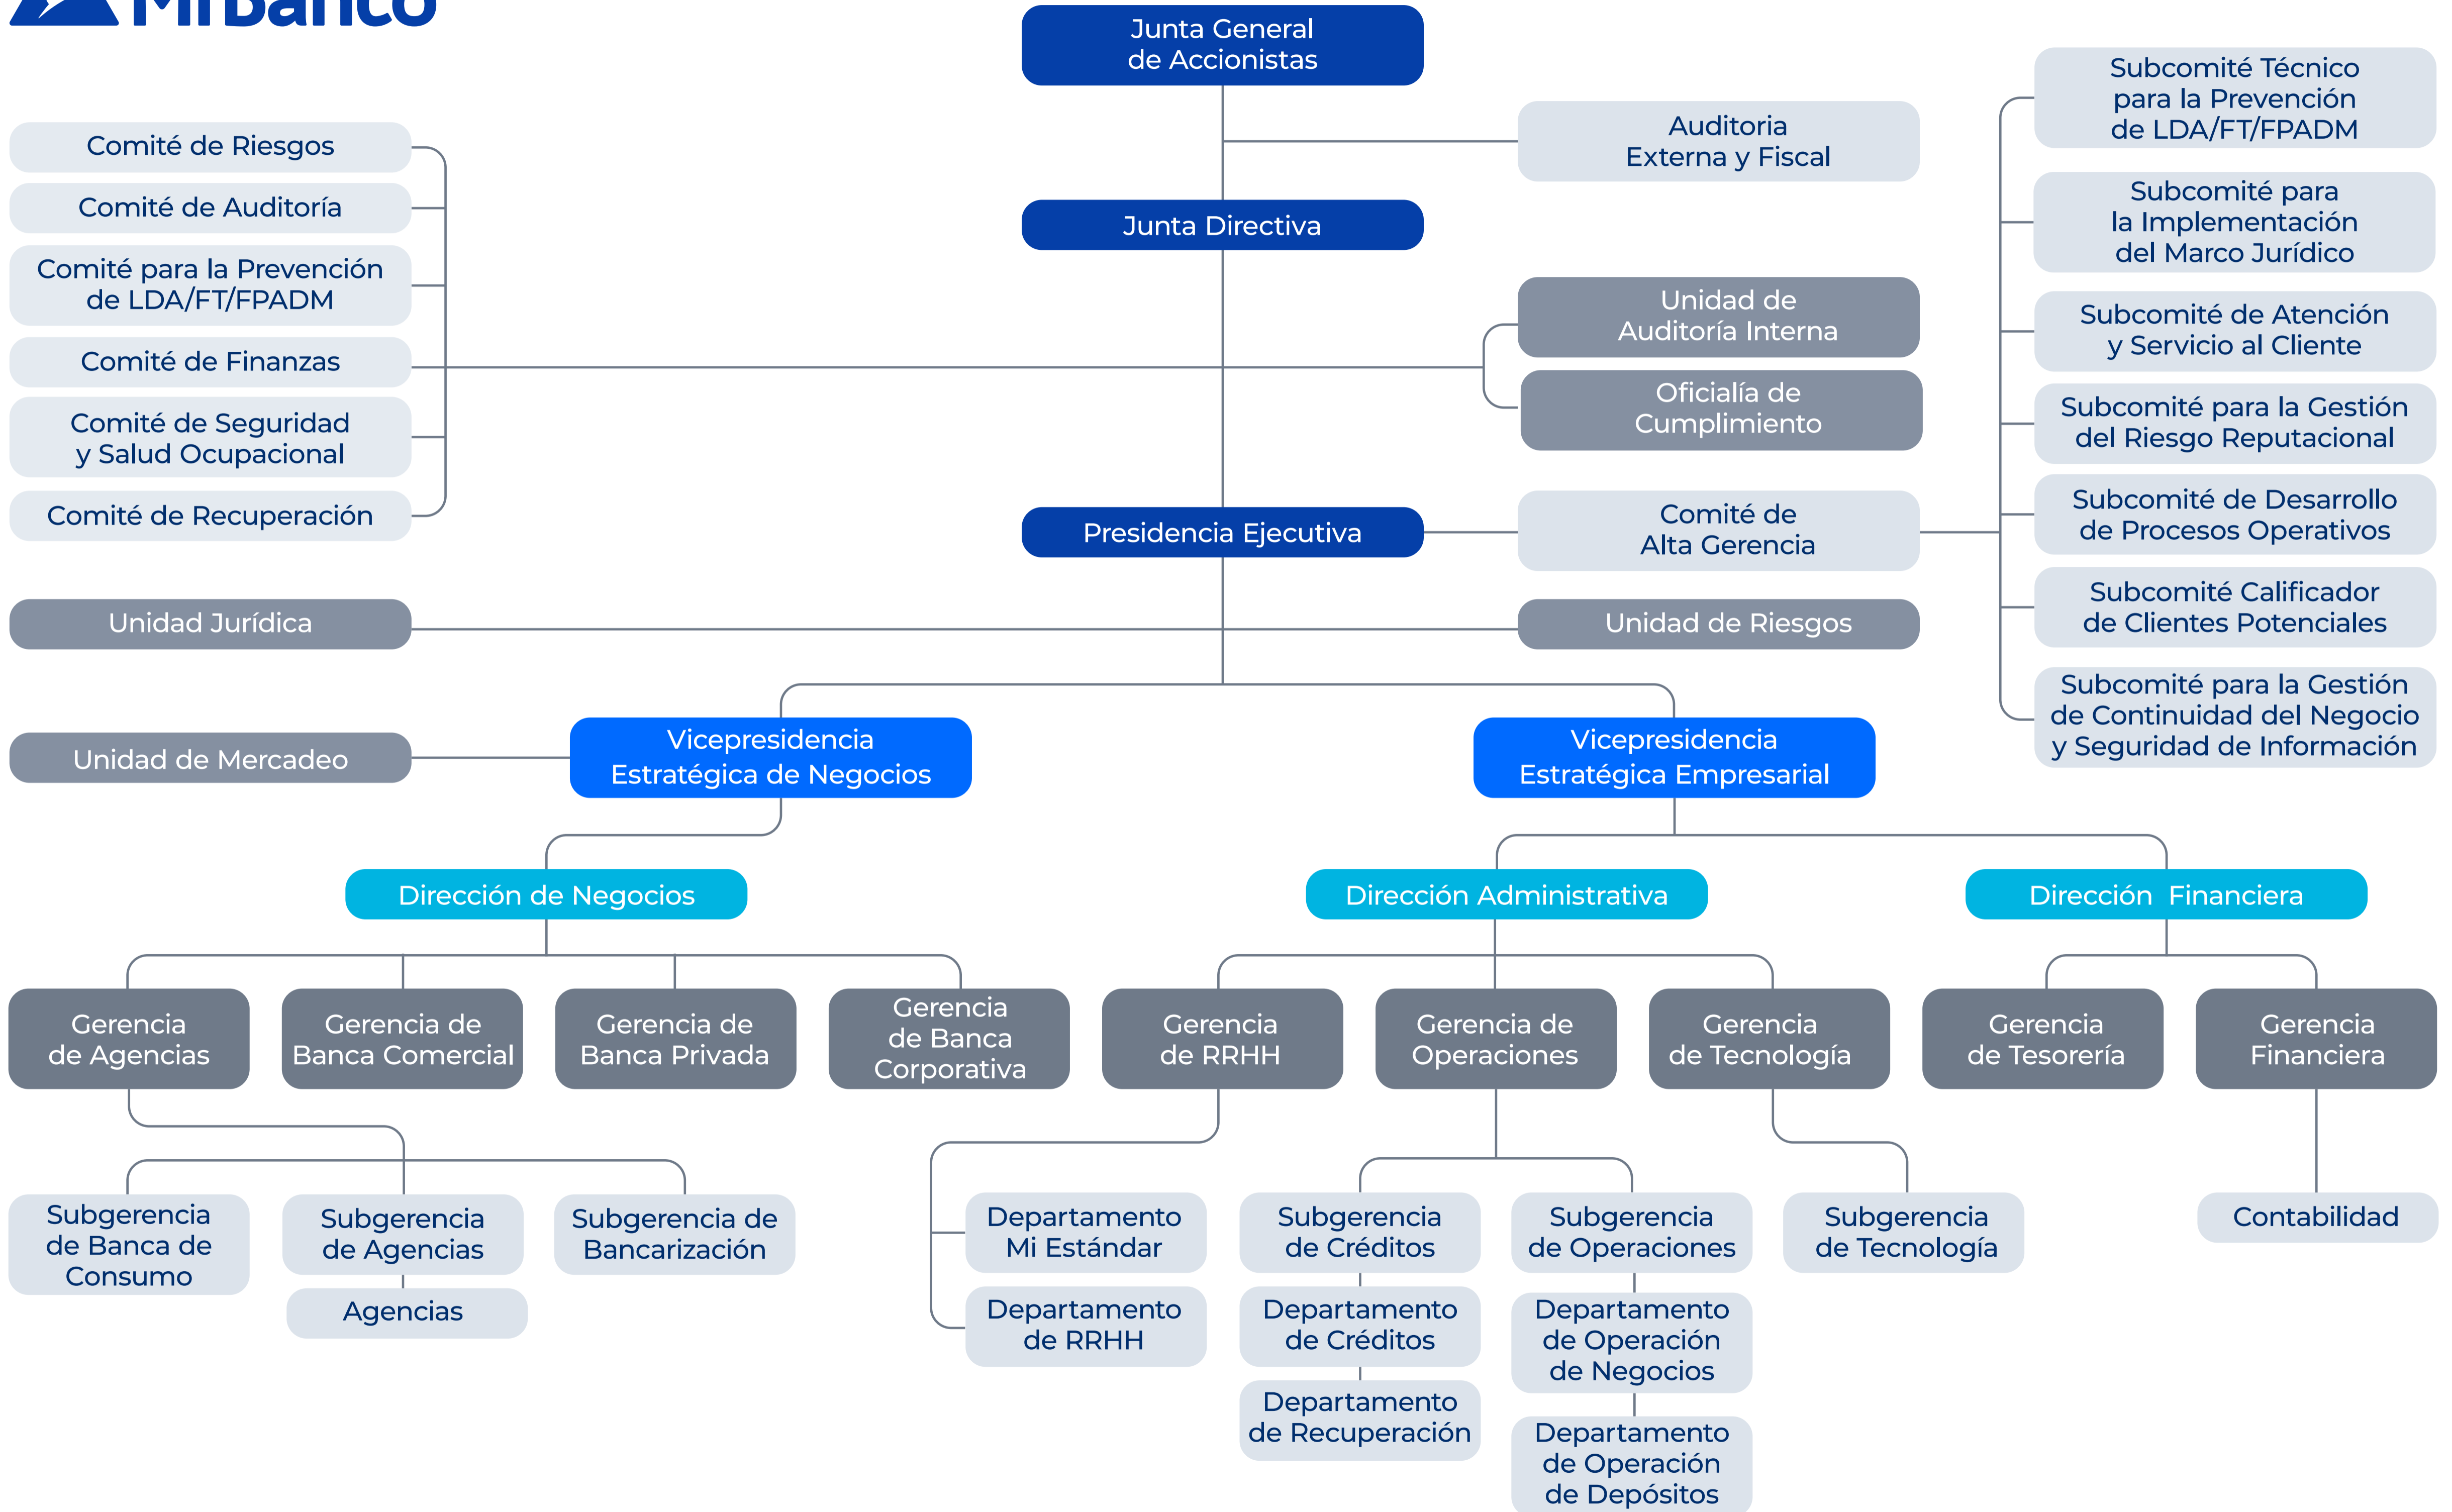 MiBanco
Junta General
de Accionistas
Auditoria
Externa y Fiscal
Junta Directiva
Comité de Riesgos
Comité de Auditoría
Comité para la Prevención
de LDA/FT/FPADM
Comité de Finanzas
Comité de Seguridad
y Salud Ocupacional
Comité de Recuperación
Unidad de
Auditoría Interna
Oficialía de
Cumplimiento
Presidencia Ejecutiva
Comité de
Alta Gerencia
Subcomité Técnico
para la Prevención
de LDA/FT/FPADM
Subcomité para
la Implementación
del Marco Jurídico
Subcomité de Atención
y Servicio al Cliente
Subcomité para la Gestión
del Riesgo Reputacional
Subcomité de Desarrollo
de Procesos Operativos
Subcomité Calificador
de Clientes Potenciales
Subcomité para la Gestión
de Continuidad del Negocio
y Seguridad de Información
Unidad Jurídica
Unidad de Riesgos
Unidad de Mercadeo
Vicepresidencia
Estratégica de Negocios
Vicepresidencia
Estratégica Empresarial
Dirección de Negocios
Dirección Administrativa
Dirección Financiera
Gerencia
de Agencias
Gerencia de
Banca Comercial
Gerencia de
Banca Privada
Gerencia
de Banca
Corporativa
Gerencia
de RRHH
Gerencia de
Operaciones
Gerencia
de Tecnología
Gerencia
de Tesorería
Gerencia
Financiera
Subgerencia
de Banca de
Consumo
Subgerencia
de Agencias
Agencias
Subgerencia de
Bancarización
Departamento
Mi Estándar
Departamento
de RRHH
Subgerencia
de Créditos
Departamento
de Créditos
Departamento
de Recuperación
Subgerencia
de Operaciones
Departamento
de Operación
de Negocios
Departamento
de Operación
de Depósitos
Subgerencia
de Tecnología
Contabilidad